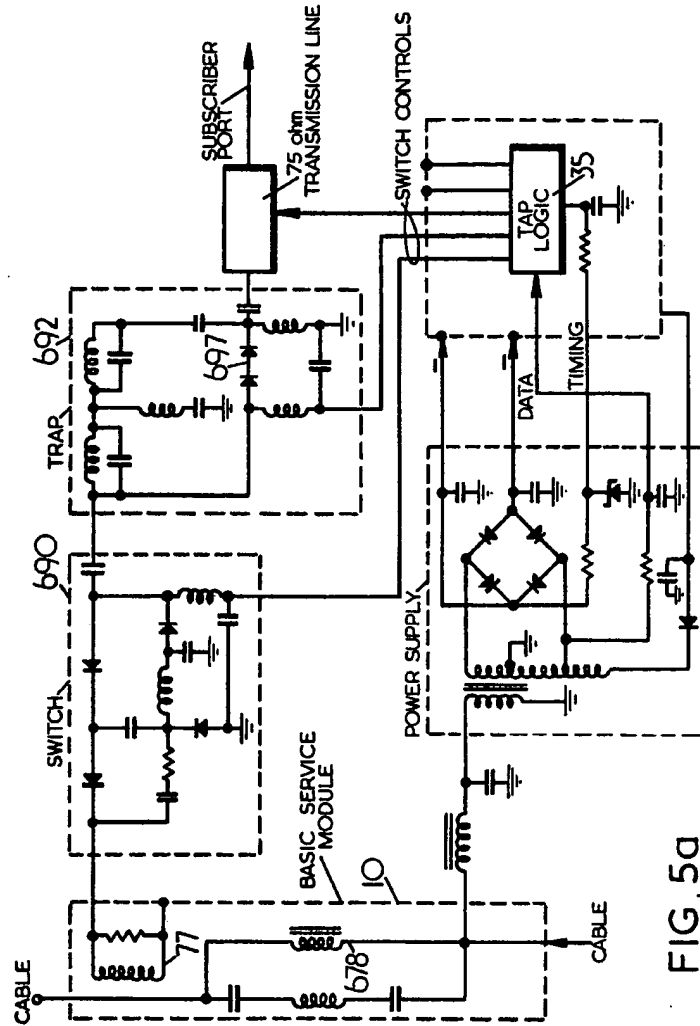 CABLE
77
678
BASIC SERVICE
MODULE
10
CABLE
SWITCH
690
TRAP
692
697
SUBSCRIBER
PORT
75 ohm
TRANSMISSION LINE
SWITCH CONTROLS
TAP
LOGIC
35
POWER SUPPLY
DATA
TIMING
FIG. 5a